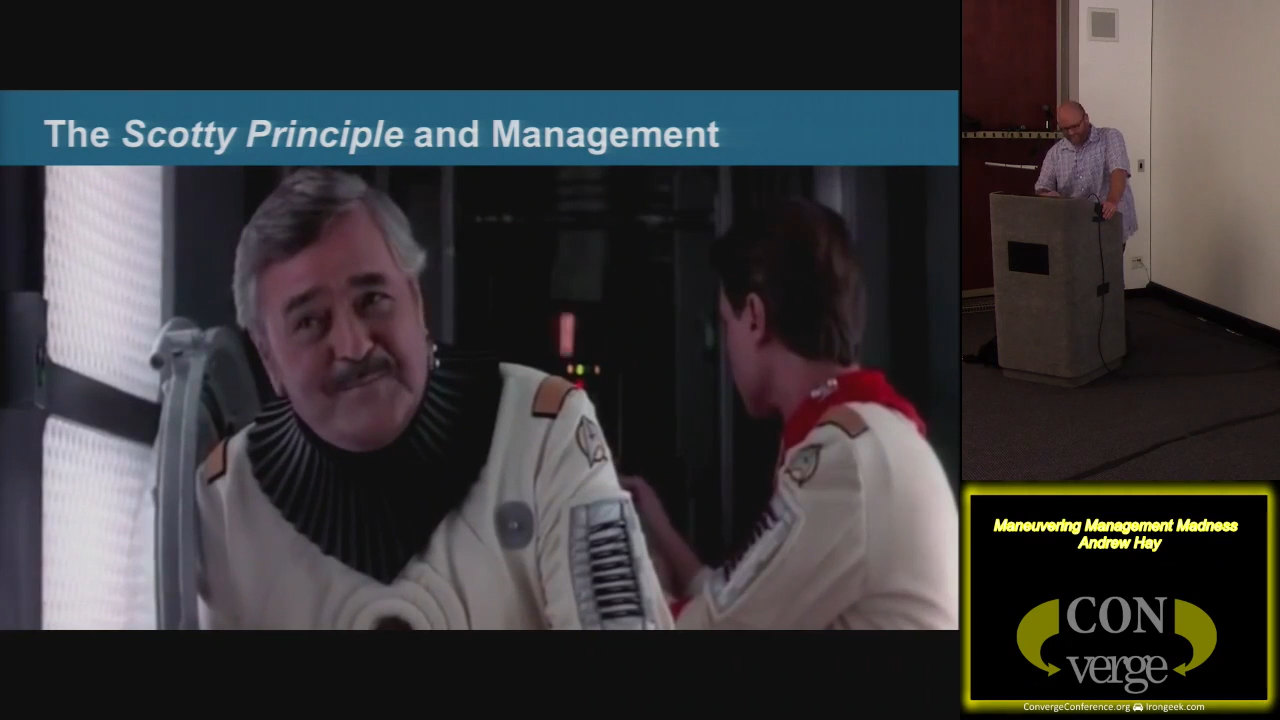 The Scotty Principle and Management
Maneuvering Management Madness
Andrew Hay
CON
verge
ConvergeConference.org Irongeek.com